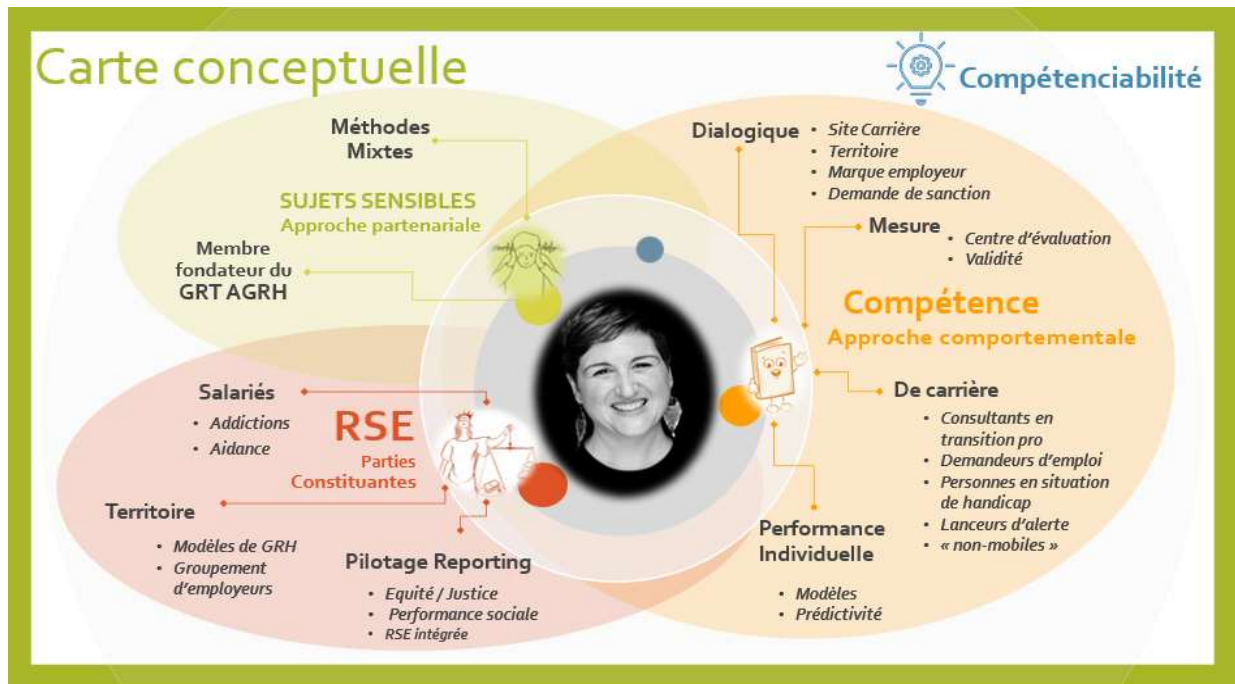 Carte conceptuelle
Compétenciabilité
Méthodes
Mixtes
SUJETS SENSIBLES
Approche partenariale
Membre
fondateur du
GRT AGRH
Dialogique
• Site Carrière
• Territoire
• Marque employeur
• Demande de sanction
Mesure
• Centre d'évaluation
• Validité
Compétence
Approche comportementale
De carrière
• Consultants en
transition pro
• Demandeurs d'emploi
• Personnes en situation
de handicap
• Lanceurs d'alerte
• « non-mobiles »
Performance
Individuelle
• Modèles
• Prédictivité
Salariés
• Addictions
• Aidance
RSE
Parties
Constituantes
Territoire
• Modèles de GRH
• Groupement
d'employeurs
Pilotage Reporting
• Equité / Justice
• Performance sociale
• RSE intégrée